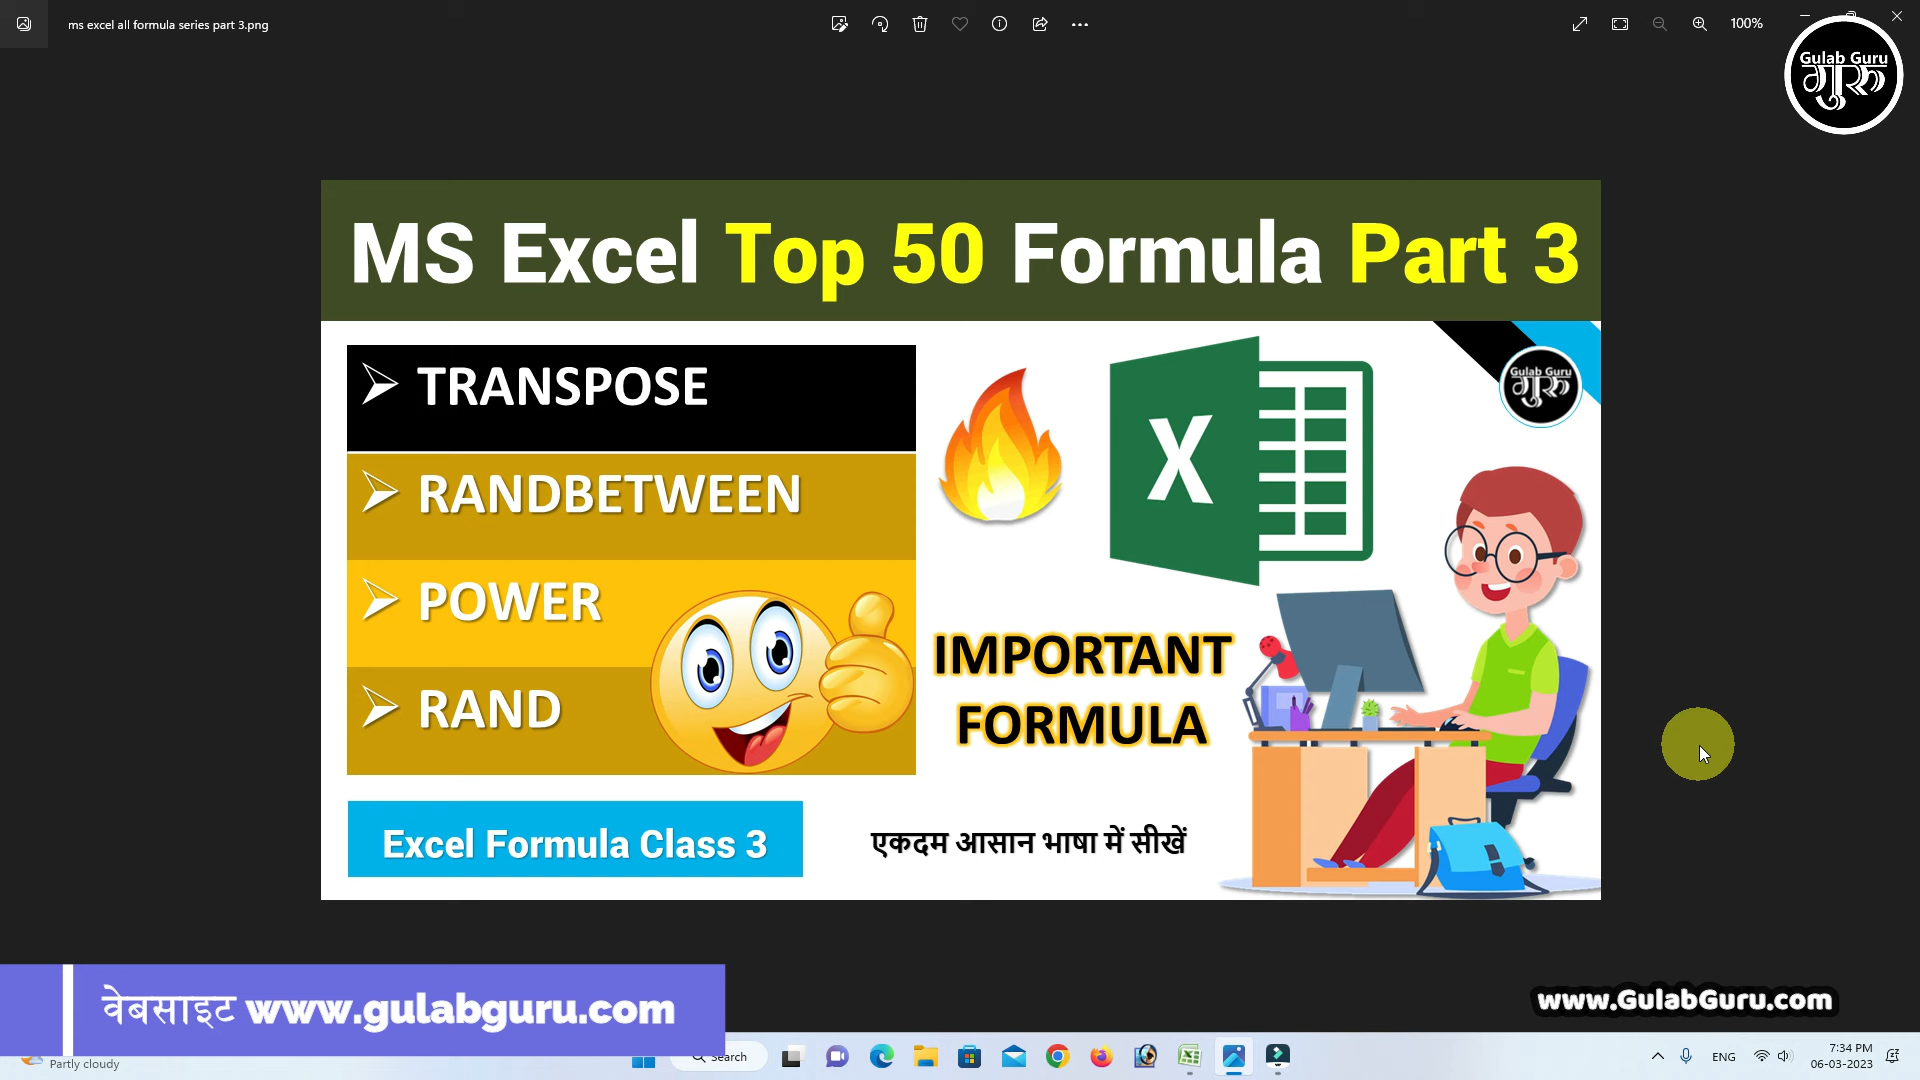 ms excel all formula series part 3.png
100%
Gulab Guru
गुरु
MS Excel Top 50 Formula Part 3
TRANSPOSE
RANDBETWEEN
POWER
RAND
Gulab Guru
गुरु
X
IMPORTANT
FORMULA
Excel Formula Class 3
एकदम आसान भाषा में सीखें
वेबसाइट www.gulabguru.com
www.GulabGuru.com
Partly cloudy
Search
ENG
7:34 PM
06-03-2023